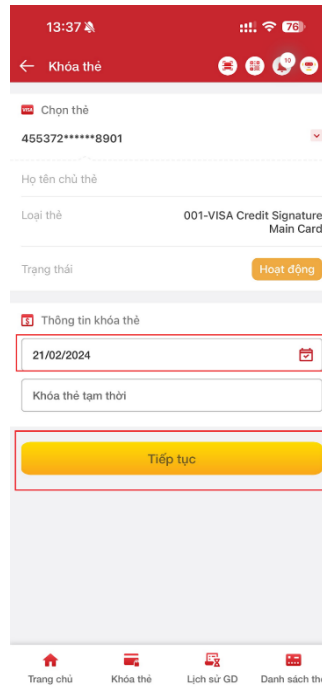 13:37
76
Khóa thẻ
10
VISA
Chọn thẻ
455372*****8901
Họ tên chủ thẻ
Loại thẻ
001-VISA Credit Signature
Main Card
Trạng thái
Hoạt động
Thông tin khóa thẻ
21/02/2024
Khóa thẻ tạm thời
Tiếp tục
Trang chủ
Khóa thẻ
Lịch sử GD
Danh sách thẻ